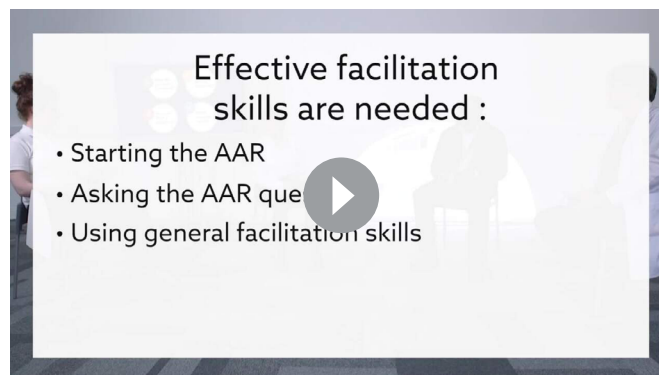 Effective facilitation
skills are needed :
• Starting the AAR
• Asking the AAR
• Using general facilitation skills